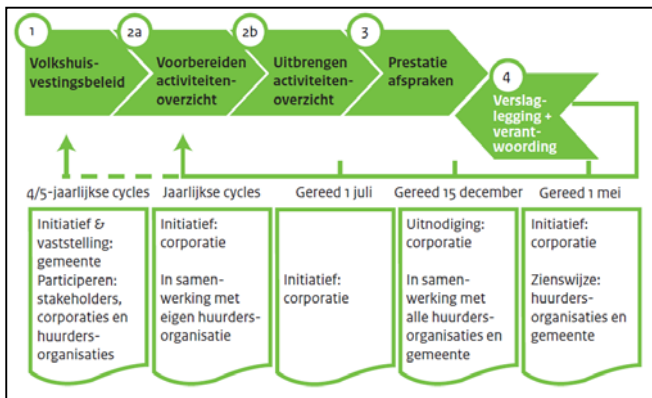 1
Volkshuis-
vestingsbeleid
2a
Voorbereiden
activiteiten-
overzicht
2b
Uitbrengen
activiteiten-
overzicht
3
Prestatie
afspraken
4
Verslag-
legging +
verant-
woording
4/5-jaarlijkse cycles
Initiatief &
vaststelling:
gemeente
Participeren:
stakeholders,
corporaties en
huurders-
organisaties
Jaarlijkse cycles
Initiatief:
corporatie
In samen-
werking met
eigen huurders-
organisatie
Gereed 1 juli
Initiatief:
corporatie
Gereed 15 december
Uitnodiging:
corporatie
In samen-
werking met
alle huurders-
organisaties en
gemeente
Gereed 1 mei
Initiatief:
corporatie
Zienswijze:
huurders-
organisaties en
gemeente